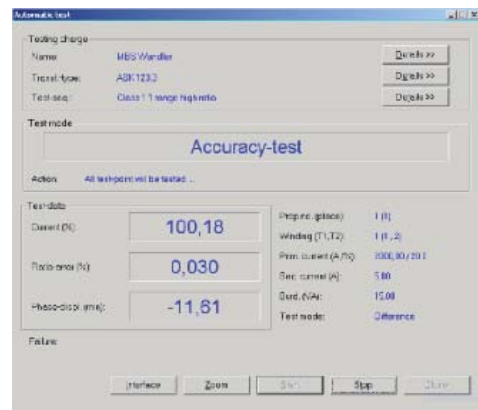 Automatic test
Testing charge
Name: MBS Wandler
Details >>
Transf.-type: ASK 123.3
Details >>
Test-seq.: Class 1 1 range high ratio
Details >>
Test mode
Accuracy-test
Action: All test-point will be tested ...
Test-data
Current (%): 100,18
Ratio-error (%): 0,030
Phase-displ. (min): -11,61
Prop.no. (place): 1 (1)
Winding (T1,T2): 1 (1 , 2)
Prim. current (A,/%):
Sec. current (A): 5.00
Burd. (VA): 15.00
Test mode: Difference
Failure:
Interface
Zoom
Start
Stop
Close